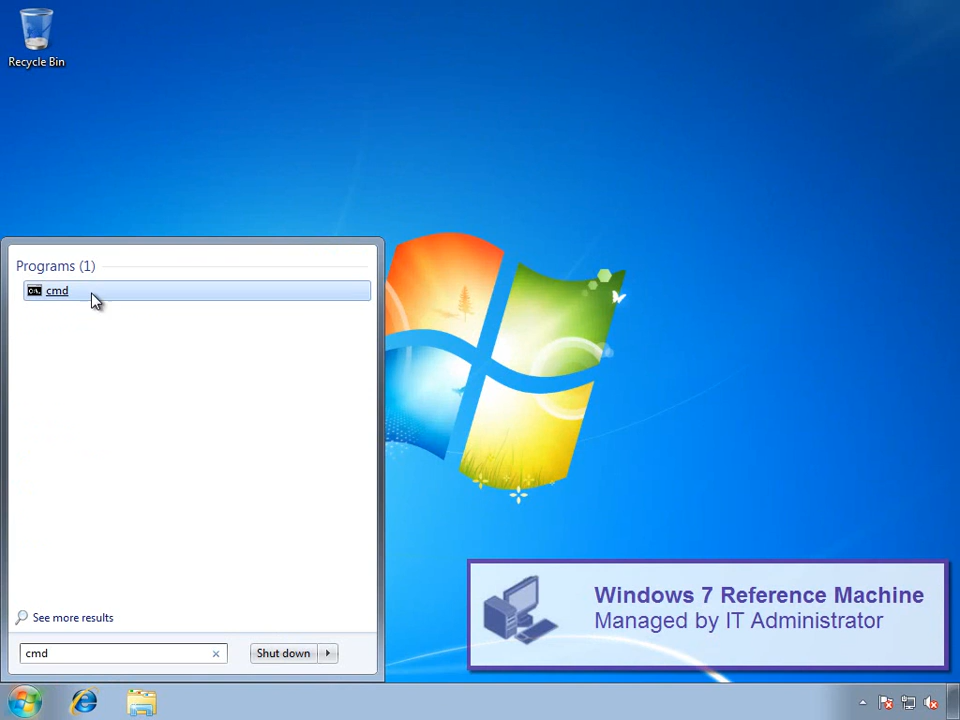 Recycle Bin
Programs (1)
C:\.
cmd
See more results
cmd
Shut down
Windows 7 Reference Machine
Managed by IT Administrator